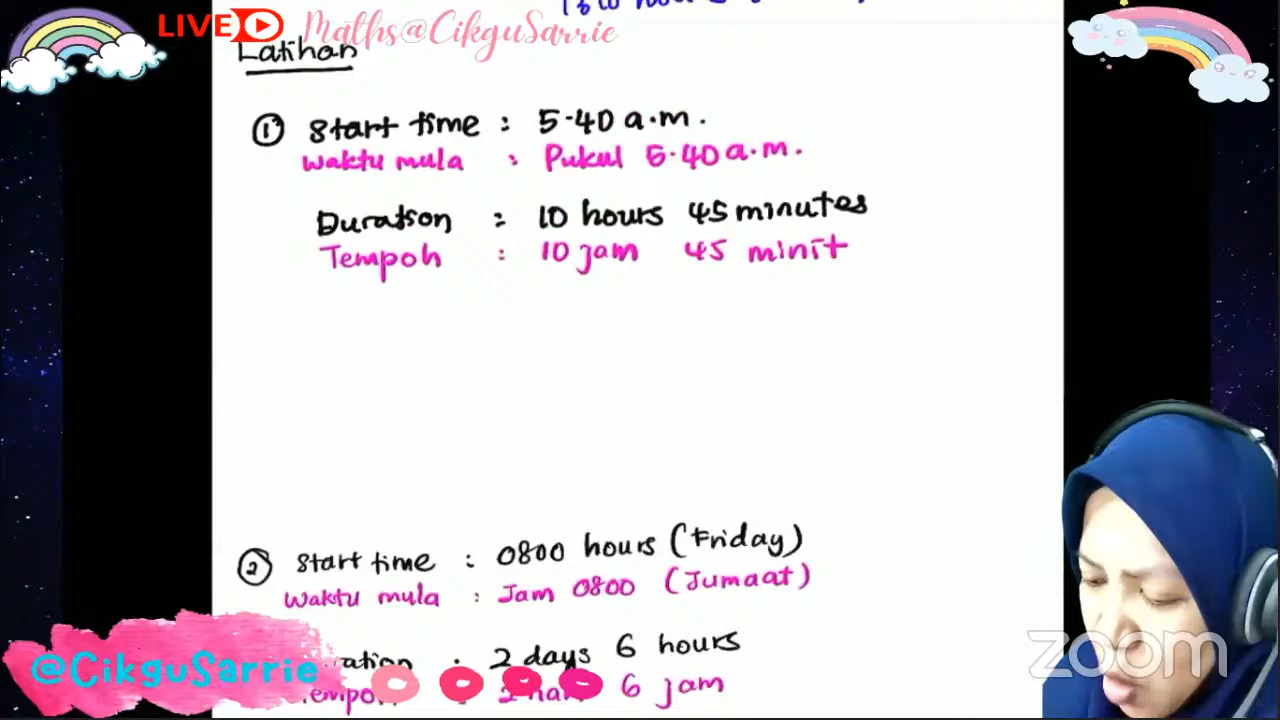 LIVE Maths@CikguSarrie
Latihan
① Start time : 5.40 a.m.
Waktu mula : Pukul 5.40 a.m.
Duration : 10 hours 45 minutes
Tempoh : 10 jam 45 minit
② Start time : 0800 hours (Friday)
Waktu mula : Jam 0800 (Jumaat)
ation : 2 days 6 hours
@CikguSarrie
Tempo : 6 jam
zoom